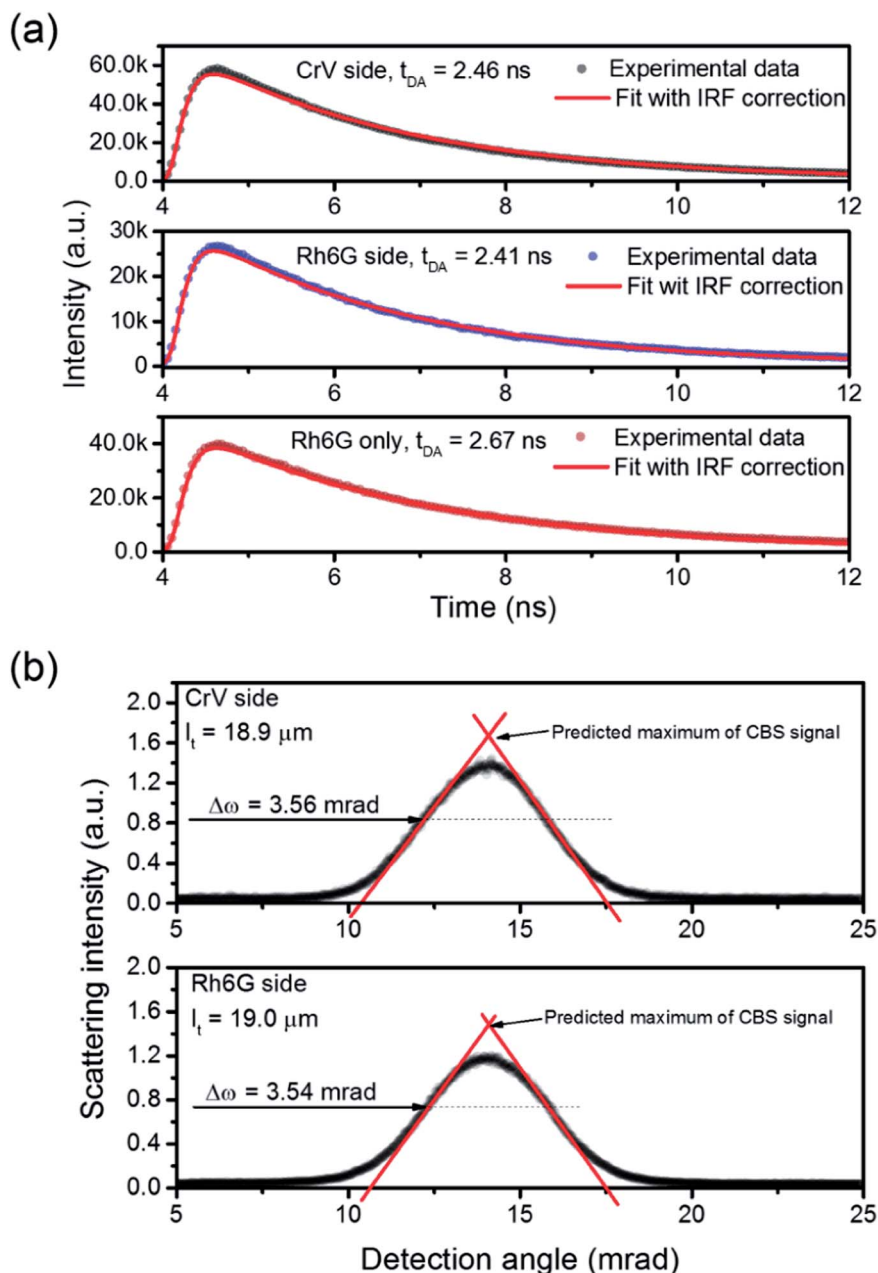 (a)
60.0k
40.0k
20.0k
0.0
CrV side, t_DA = 2.46 ns
Experimental data
Fit with IRF correction
4 6 8 10 12
30k
20k
10k
0
Rh6G side, t_DA = 2.41 ns
Experimental data
Fit wit IRF correction
4 6 8 10 12
40.0k
20.0k
0.0
Rh6G only, t_DA = 2.67 ns
Experimental data
Fit with IRF correction
4 6 8 10 12
Intensity (a.u.)
Time (ns)
(b)
2.0
1.6
1.2
0.8
0.4
0.0
CrV side
l_t = 18.9 μm
Predicted maximum of CBS signal
Δω = 3.56 mrad
5 10 15 20 25
2.0
1.6
1.2
0.8
0.4
0.0
Rh6G side
l_t = 19.0 μm
Predicted maximum of CBS signal
Δω = 3.54 mrad
5 10 15 20 25
Scattering intensity (a.u.)
Detection angle (mrad)